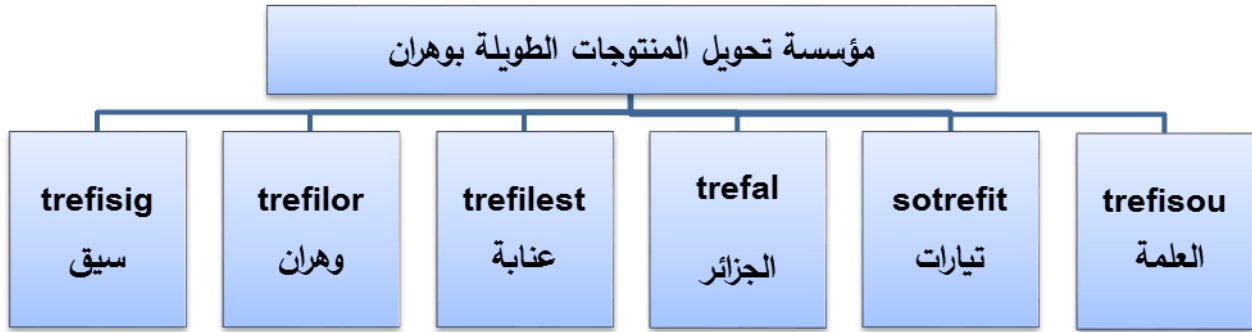 مؤسسة تحويل المنتوجات الطويلة بوهران
trefisou
العلمة
sotrefit
تيارات
trefal
الجزائر
trefilest
عنابة
trefilor
وهران
trefisig
سيق